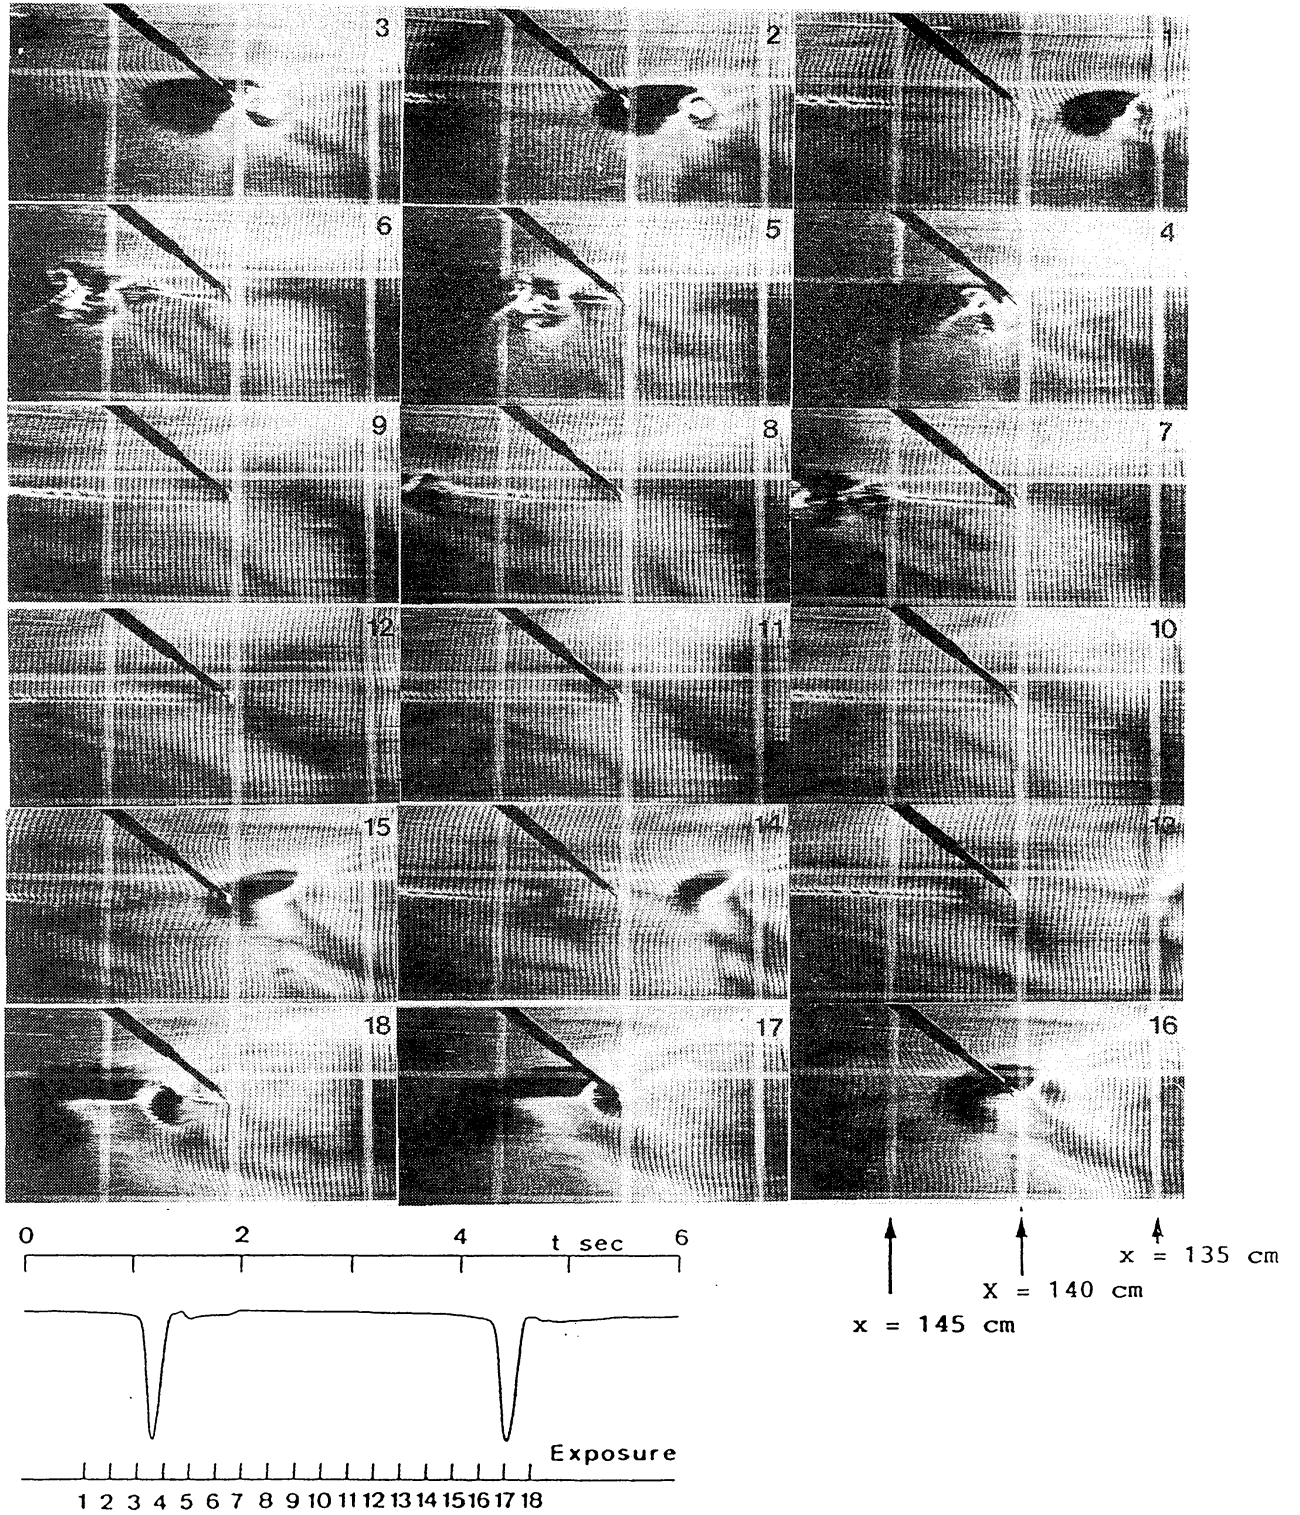 3 2 1
6 5 4
9 8 7
12 11 10
15 14 13
18 17 16
0 2 4 t sec 6
x = 135 cm
X = 140 cm
x = 145 cm
Exposure
1 2 3 4 5 6 7 8 9 10 11 12 13 14 15 16 17 18